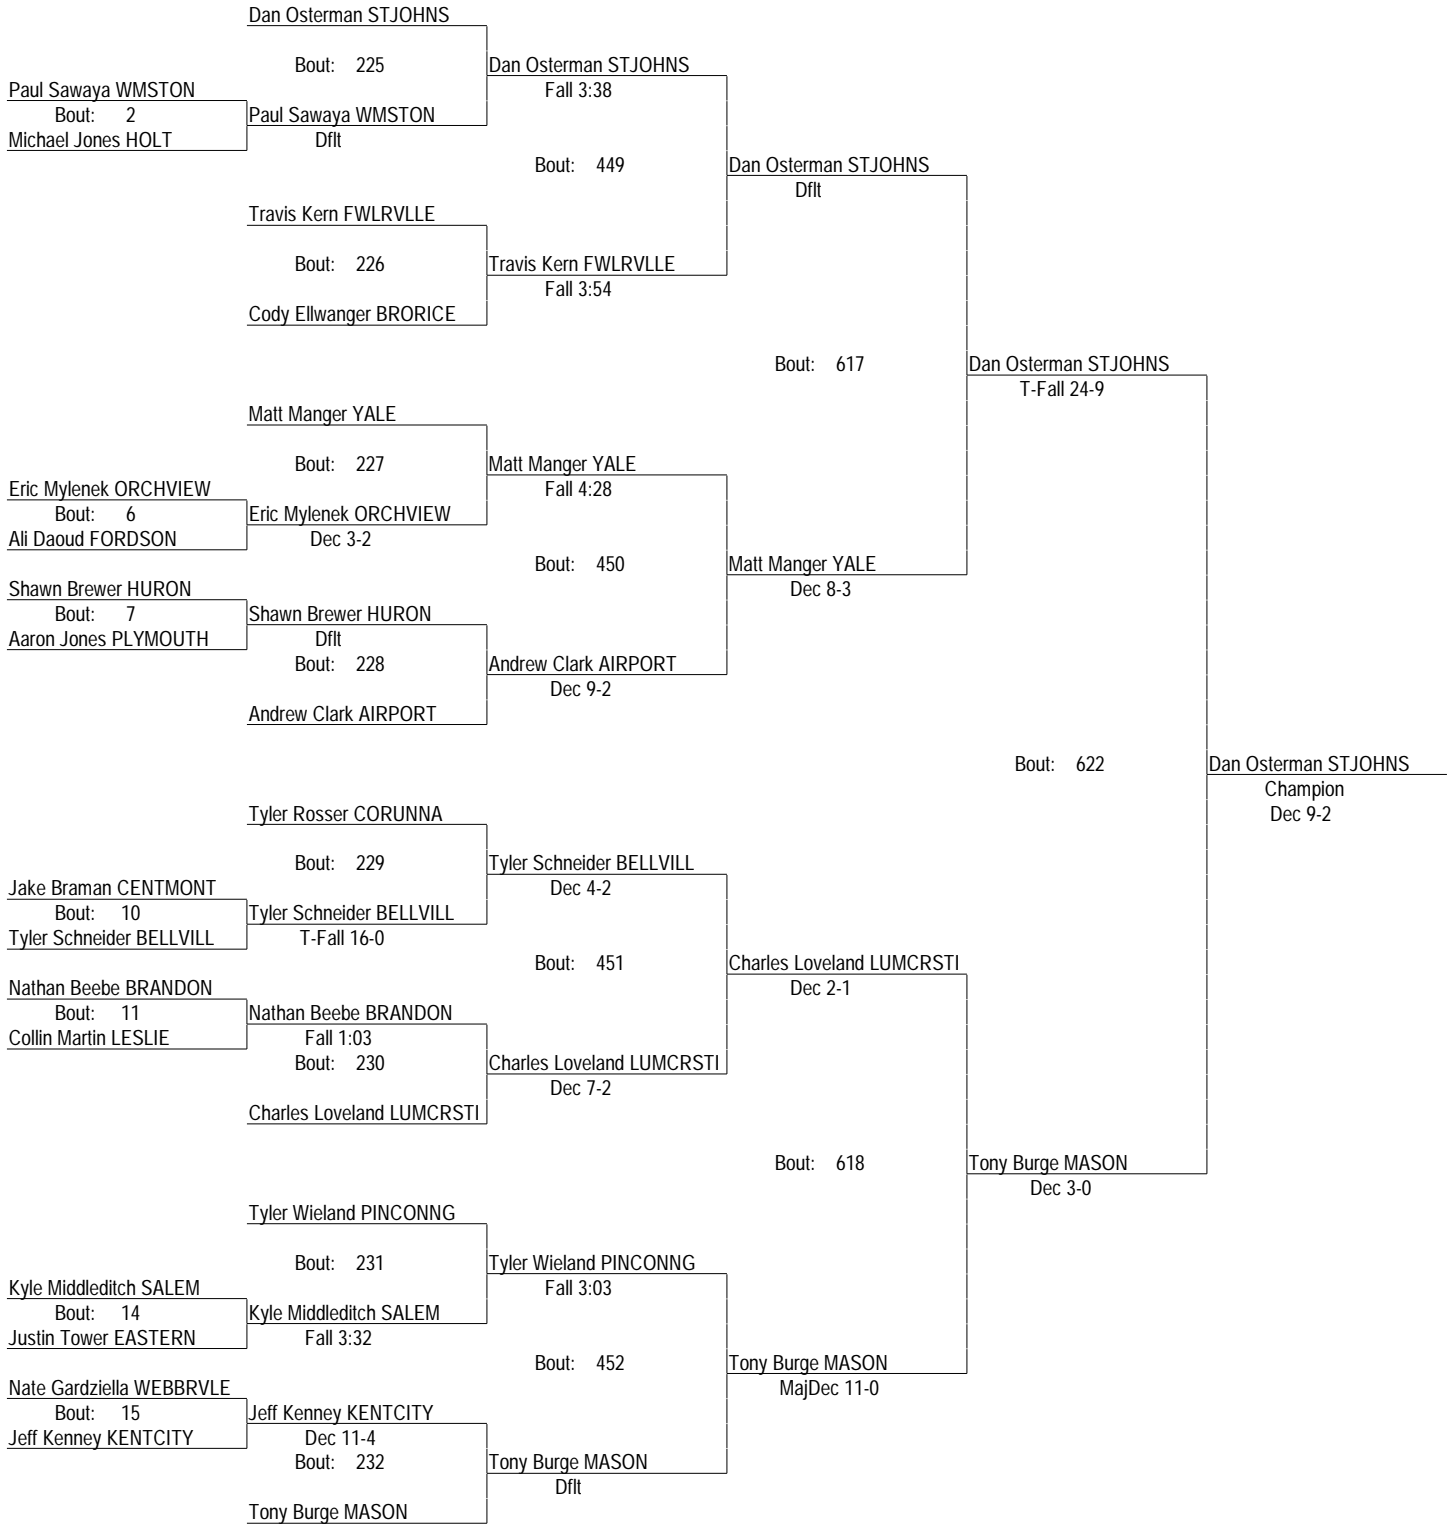 Dan Osterman STJOHNS
Bout: 225
Dan Osterman STJOHNS
Fall 3:38
Paul Sawaya WMSTON
Bout: 2
Michael Jones HOLT
Paul Sawaya WMSTON
Dflt
Bout: 449
Dan Osterman STJOHNS
Dflt
Travis Kern FWLRVLLE
Bout: 226
Travis Kern FWLRVLLE
Fall 3:54
Cody Ellwanger BRORICE
Bout: 617
Dan Osterman STJOHNS
T-Fall 24-9
Matt Manger YALE
Bout: 227
Matt Manger YALE
Fall 4:28
Eric Mylenek ORCHVIEW
Bout: 6
Ali Daoud FORDSON
Eric Mylenek ORCHVIEW
Dec 3-2
Bout: 450
Matt Manger YALE
Dec 8-3
Shawn Brewer HURON
Bout: 7
Aaron Jones PLYMOUTH
Shawn Brewer HURON
Dflt
Bout: 228
Andrew Clark AIRPORT
Dec 9-2
Andrew Clark AIRPORT
Bout: 622
Dan Osterman STJOHNS
Champion
Dec 9-2
Tyler Rosser CORUNNA
Bout: 229
Tyler Schneider BELLVILL
Dec 4-2
Jake Braman CENTMONT
Bout: 10
Tyler Schneider BELLVILL
Tyler Schneider BELLVILL
T-Fall 16-0
Bout: 451
Charles Loveland LUMCRSTI
Dec 2-1
Nathan Beebe BRANDON
Bout: 11
Collin Martin LESLIE
Nathan Beebe BRANDON
Fall 1:03
Bout: 230
Charles Loveland LUMCRSTI
Dec 7-2
Charles Loveland LUMCRSTI
Bout: 618
Tony Burge MASON
Dec 3-0
Tyler Wieland PINCONNG
Bout: 231
Tyler Wieland PINCONNG
Fall 3:03
Kyle Middleditch SALEM
Bout: 14
Justin Tower EASTERN
Kyle Middleditch SALEM
Fall 3:32
Bout: 452
Tony Burge MASON
MajDec 11-0
Nate Gardziella WEBBRVLE
Bout: 15
Jeff Kenney KENTCITY
Jeff Kenney KENTCITY
Dec 11-4
Bout: 232
Tony Burge MASON
Dflt
Tony Burge MASON